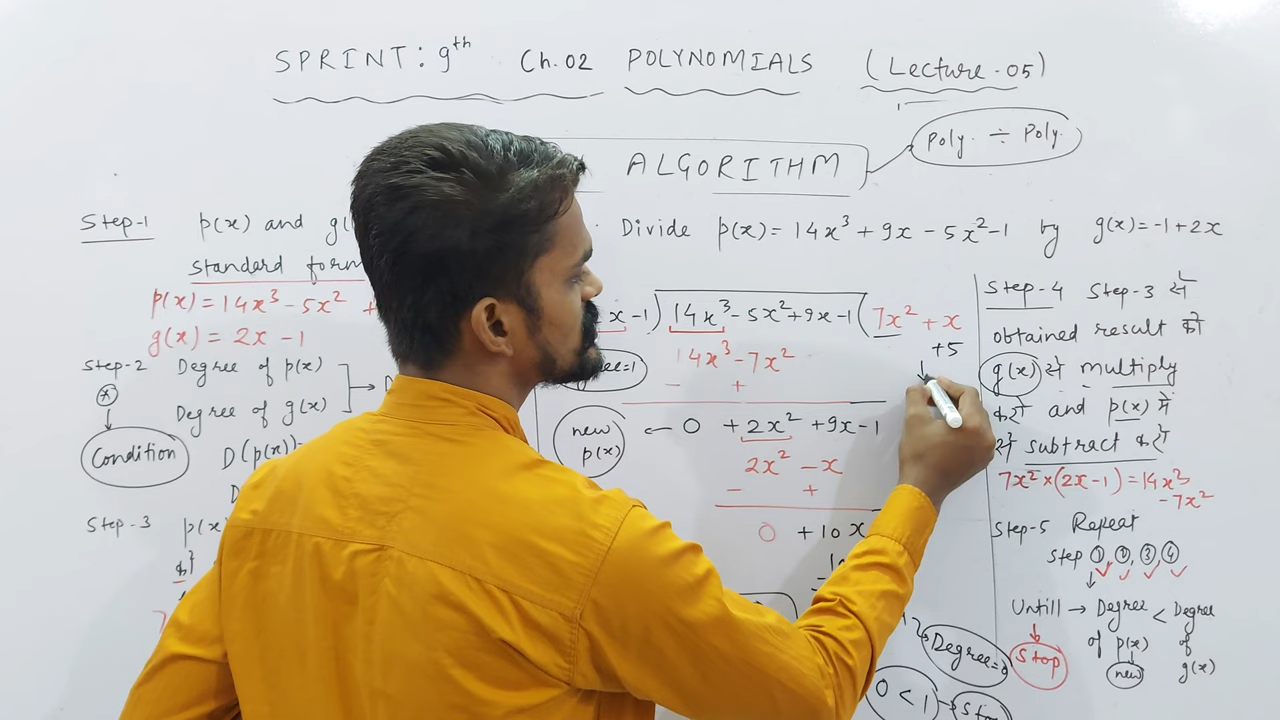 SPRINT: 9th Ch. 02 POLYNOMIALS (Lecture-05)
ALGORITHM
Poly. ÷ Poly.
Step-1 p(x) and g(
standard form
p(x) = 14x³ - 5x² +
g(x) = 2x - 1
Step-2 Degree of p(x)
Degree of g(x)
Condition
D(p(x))
Step-3 p(x
Divide p(x) = 14x³ + 9x - 5x² - 1 by g(x) = -1 + 2x
x-1) 14x³ - 5x² + 9x - 1 ( 7x² + x
+5
=1 14x³ - 7x²
- +
new p(x) ← 0 + 2x² + 9x - 1
2x² - x
- +
0 + 10x
Degree=0
0 < 1 → Sto
Step-4 Step-3 से
obtained result को
g(x) से multiply
करो and p(x) में
से subtract करो
7x² × (2x - 1) = 14x³
- 7x²
Step-5 Repeat
Step 1, 2, 3, 4
Untill → Degree < Degree
of p(x) of
Stop new g(x)